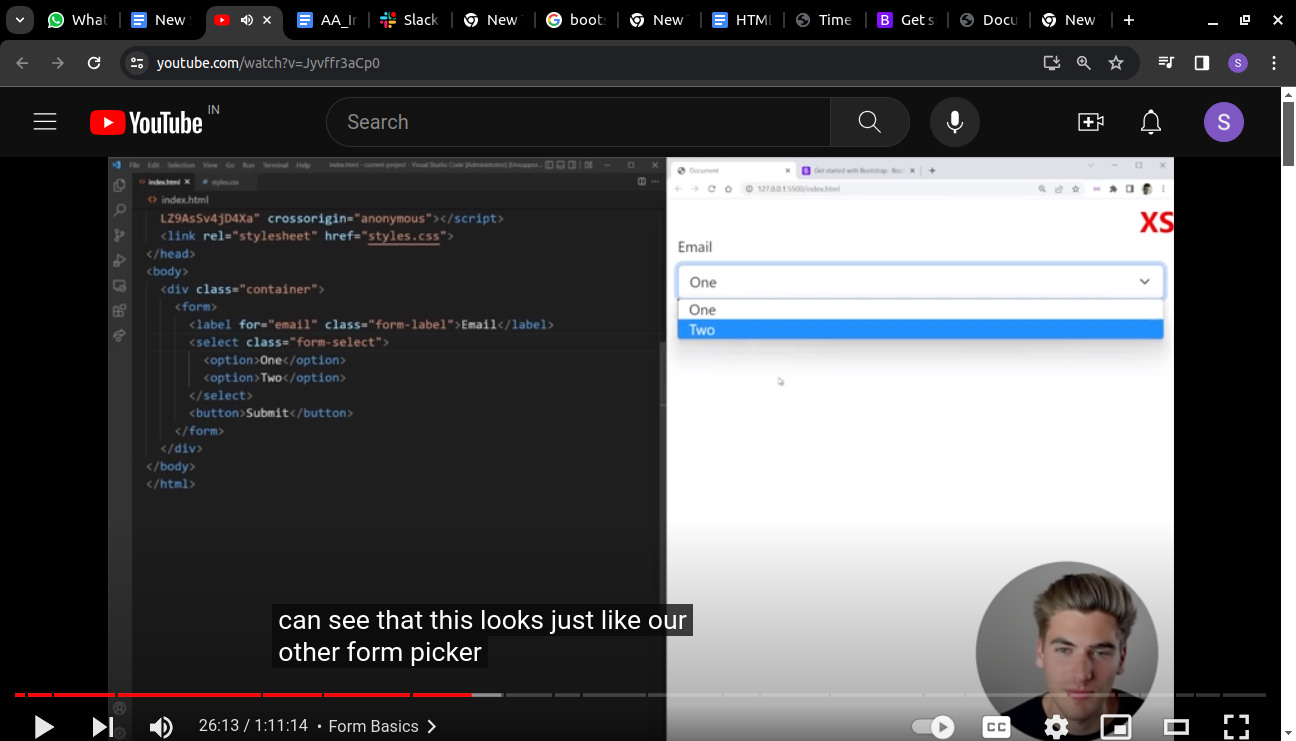 What
New
AA_Ir
Slack
New
boots
New
HTML
Time
Get s
Docu
New
youtube.com/watch?v=Jyvffr3aCp0
S
YouTube IN
Search
S
File Edit Selection View Go Run Terminal Help
index.html - current-project - Visual Studio Code [Administrator]
index.html
styles.css
index.html
LZ9AsSv4jD4Xa" crossorigin="anonymous"></script>
<link rel="stylesheet" href="styles.css">
</head>
<body>
<div class="container">
<form>
<label for="email" class="form-label">Email</label>
<select class="form-select">
<option>One</option>
<option>Two</option>
</select>
<button>Submit</button>
</form>
</div>
</body>
</html>
Document
Get started with Bootstrap · Boo
127.0.0.1:5500/index.html
XS
Email
One
One
Two
can see that this looks just like our
other form picker
26:13 / 1:11:14 • Form Basics
CC